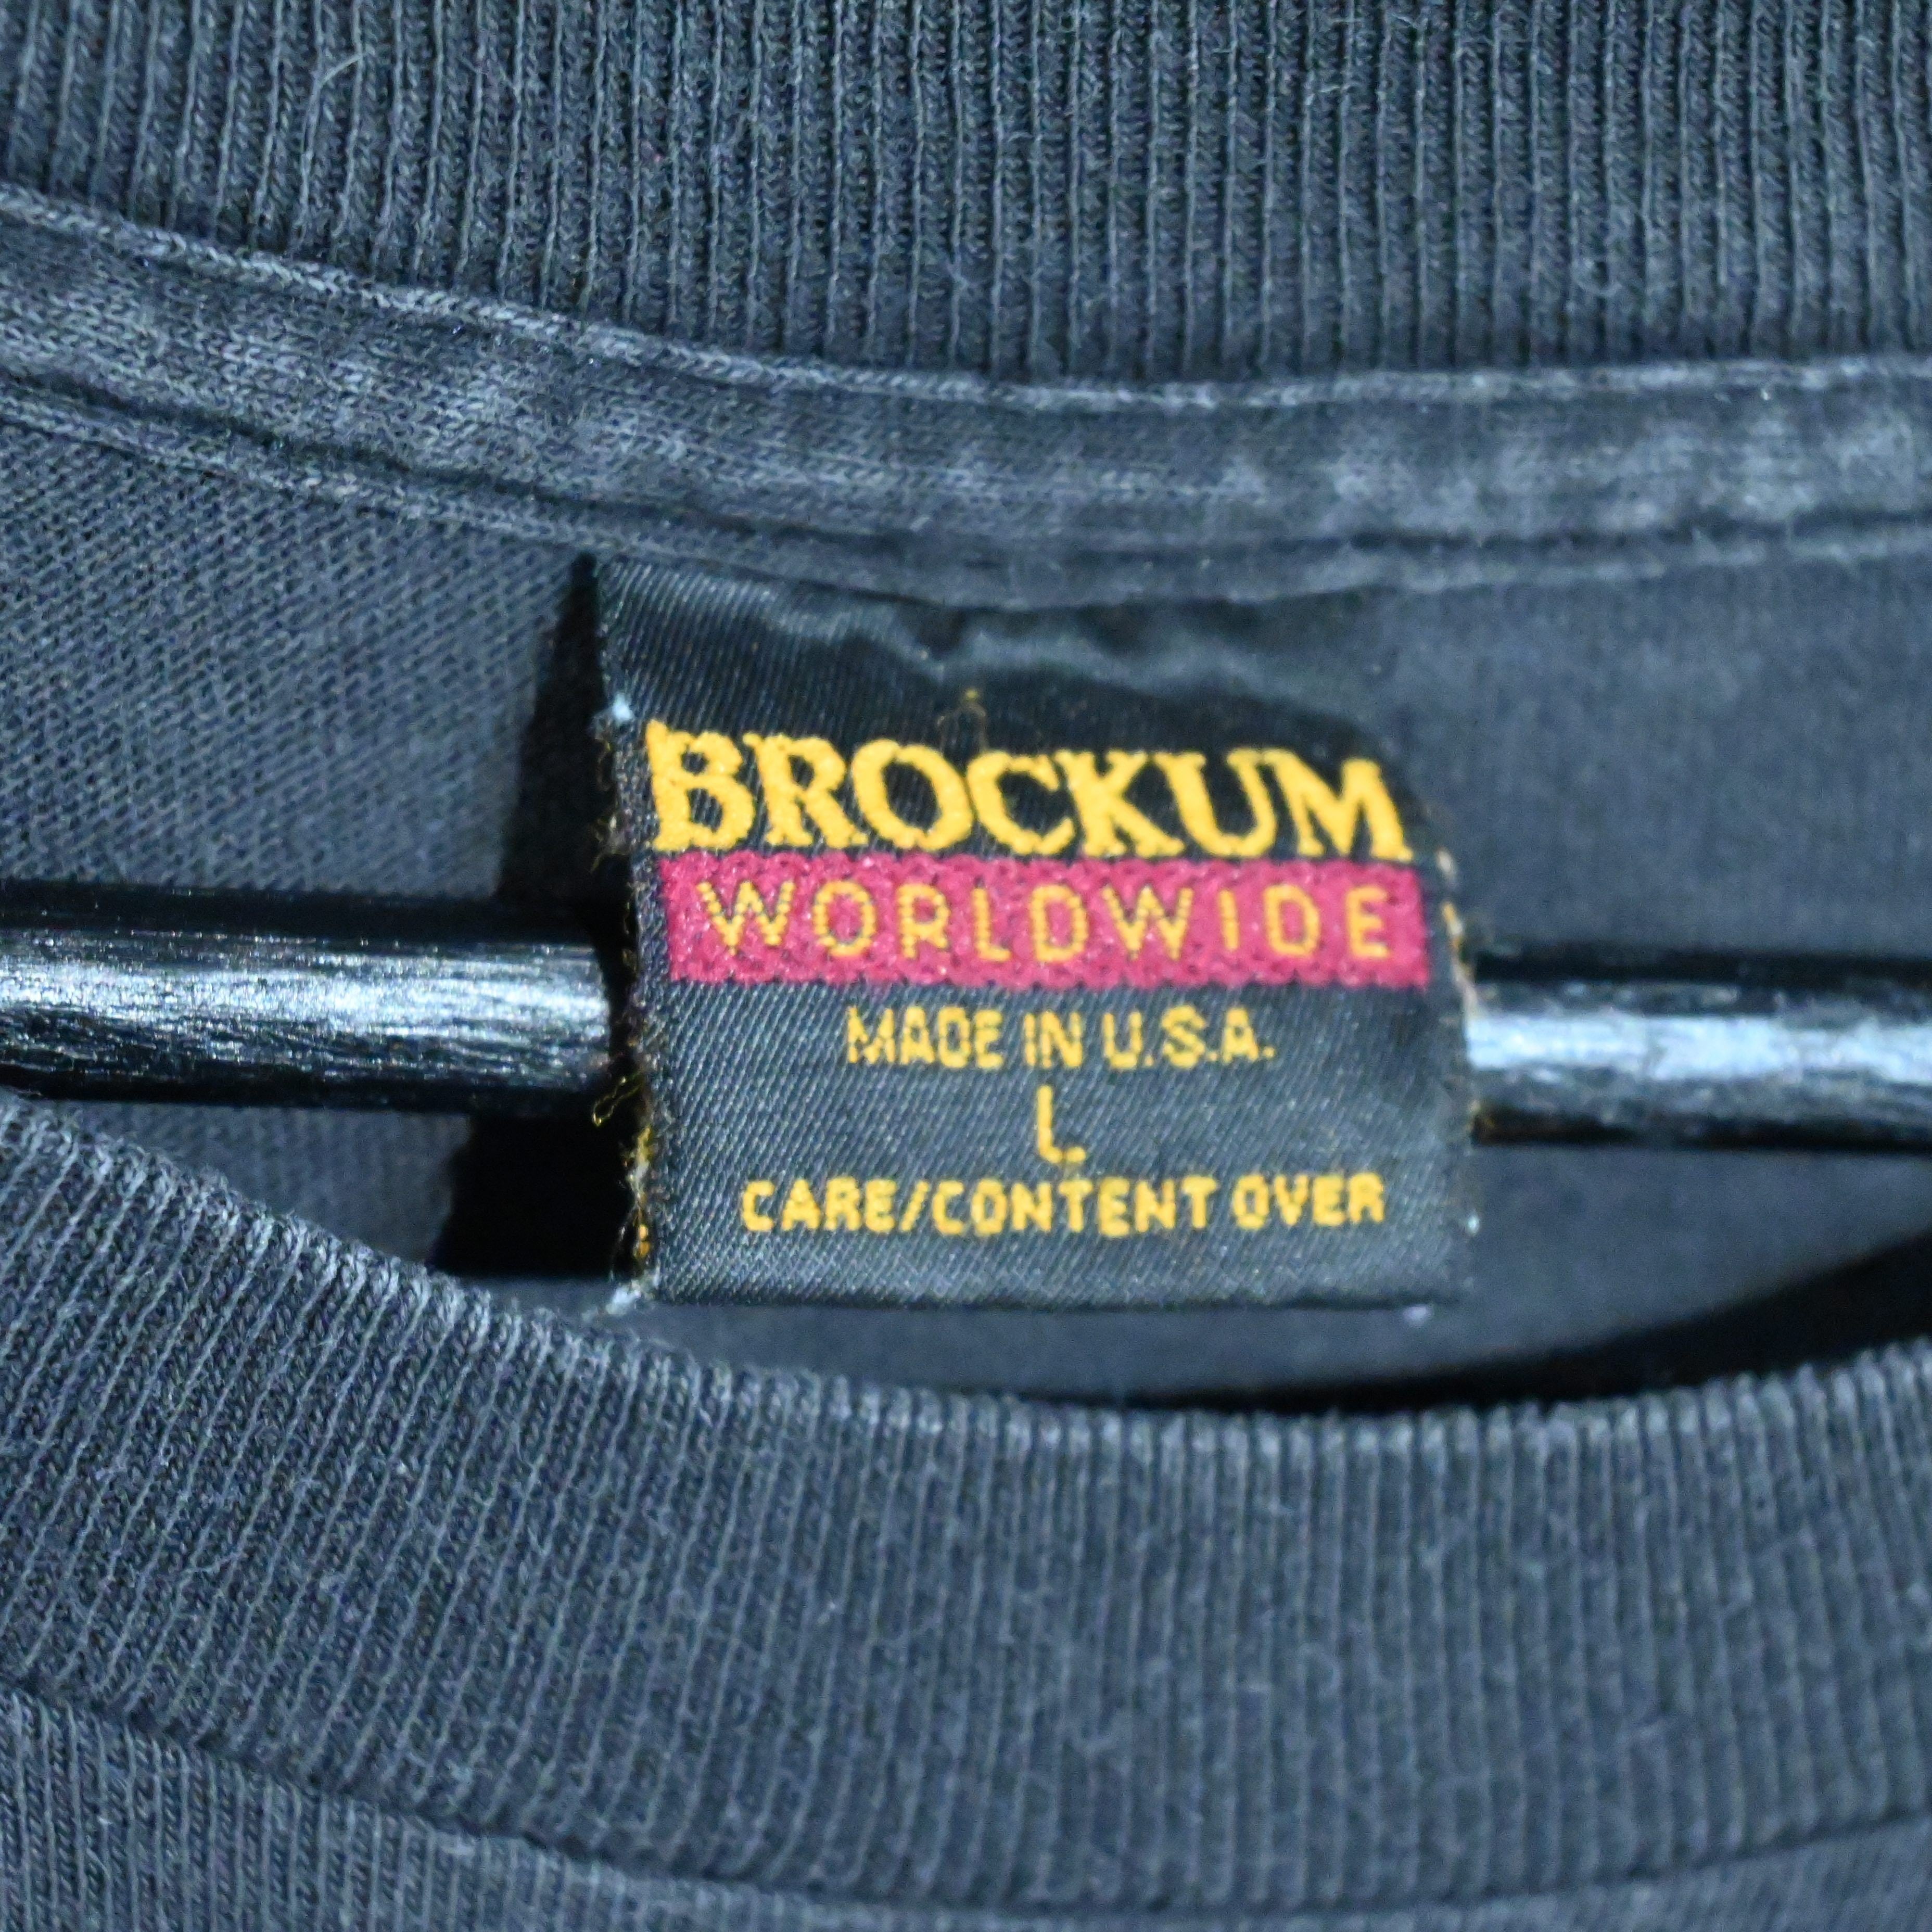 BROCKUM
WORLDWIDE
MADE IN U.S.A.
L
CARE/CONTENT OVER